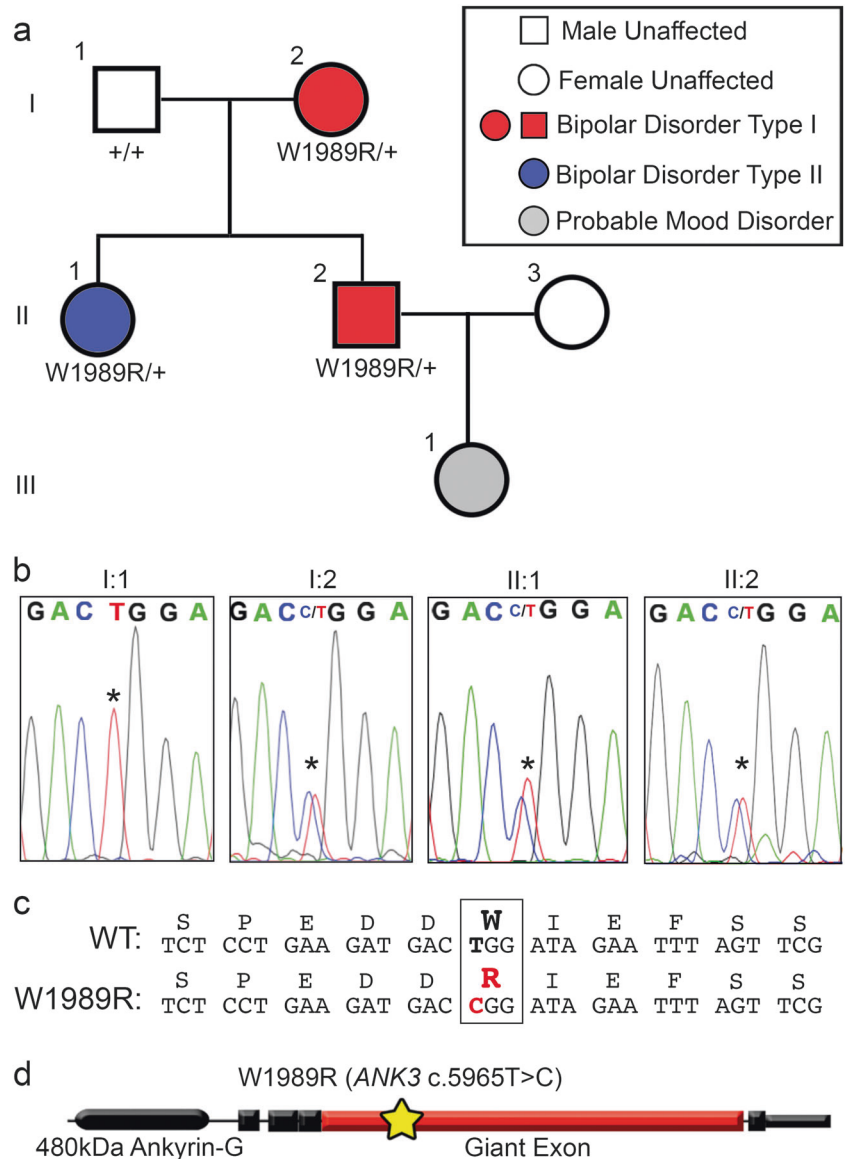 a
1
2
I
+/+
W1989R/+
Male Unaffected
Female Unaffected
Bipolar Disorder Type I
Bipolar Disorder Type II
Probable Mood Disorder
1
2
3
II
W1989R/+
W1989R/+
1
III
b
I:1 I:2 II:1 II:2
G A C T G G A G A C C/T G G A G A C C/T G G A G A C C/T G G A
* * * *
c
S P E D D W I E F S S
WT: TCT CCT GAA GAT GAC TGG ATA GAA TTT AGT TCG
S P E D D R I E F S S
W1989R: TCT CCT GAA GAT GAC CGG ATA GAA TTT AGT TCG
d
W1989R (ANK3 c.5965T>C)
480kDa Ankyrin-G Giant Exon